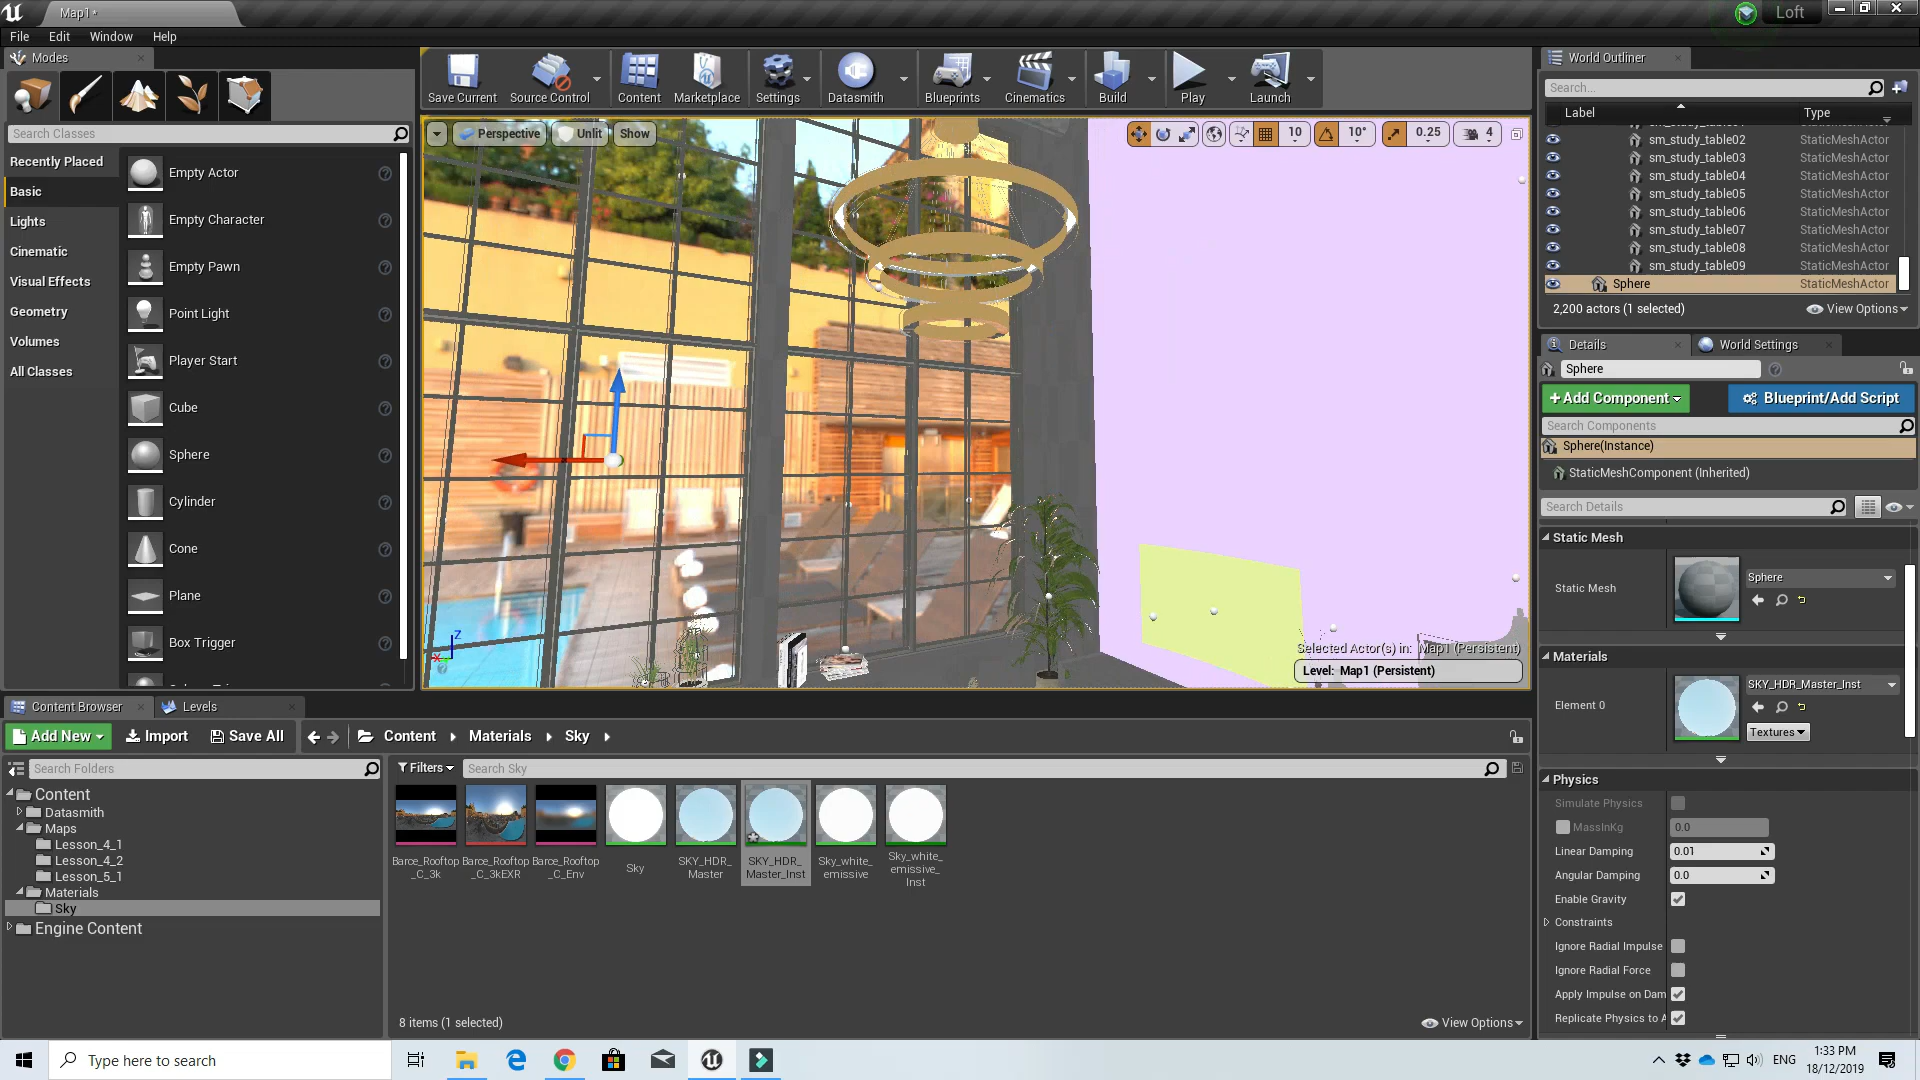 Map1*
Loft
File Edit Window Help
Modes
Search Classes
Recently Placed
Basic
Lights
Cinematic
Visual Effects
Geometry
Volumes
All Classes
Empty Actor
Empty Character
Empty Pawn
Point Light
Player Start
Cube
Sphere
Cylinder
Cone
Plane
Box Trigger
Save Current Source Control Content Marketplace Settings Datasmith Blueprints Cinematics Build Play Launch
Perspective Unlit Show
10 10° 0.25 4
Z
X
Selected Actor(s) in: Map1 (Persistent)
Level: Map1 (Persistent)
World Outliner
Search...
Label Type
sm_study_table02 StaticMeshActor
sm_study_table03 StaticMeshActor
sm_study_table04 StaticMeshActor
sm_study_table05 StaticMeshActor
sm_study_table06 StaticMeshActor
sm_study_table07 StaticMeshActor
sm_study_table08 StaticMeshActor
sm_study_table09 StaticMeshActor
Sphere StaticMeshActor
2,200 actors (1 selected) View Options
Details World Settings
Sphere
+Add Component Blueprint/Add Script
Search Components
Sphere(Instance)
StaticMeshComponent (Inherited)
Search Details
Static Mesh
Static Mesh Sphere
Materials
Element 0 SKY_HDR_Master_Inst
Textures
Physics
Simulate Physics
MassInKg 0.0
Linear Damping 0.01
Angular Damping 0.0
Enable Gravity
Constraints
Ignore Radial Impulse
Ignore Radial Force
Apply Impulse on Dam
Replicate Physics to A
Content Browser Levels
Add New Import Save All Content Materials Sky
Search Folders
Content
Datasmith
Maps
Lesson_4_1
Lesson_4_2
Lesson_5_1
Materials
Sky
Engine Content
Filters Search Sky
Barce_Rooftop_C_3k
Barce_Rooftop_C_3kEXR
Barce_Rooftop_C_Env
Sky
SKY_HDR_Master
SKY_HDR_Master_Inst
Sky_white_emissive
Sky_white_emissive_Inst
8 items (1 selected) View Options
Type here to search
ENG
1:33 PM
18/12/2019